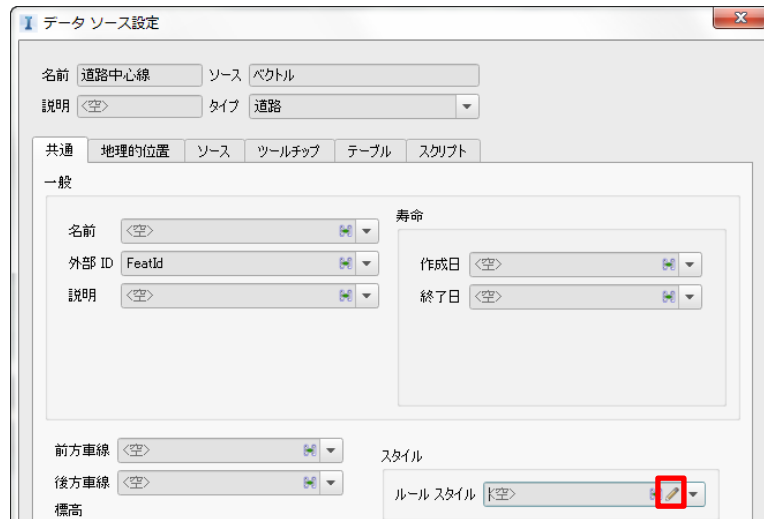 データ ソース設定
名前 道路中心線 ソース ベクトル
説明 <空> タイプ 道路
共通 地理的位置 ソース ツールチップ テーブル スクリプト
一般
名前 <空>
外部 ID FeatId
説明 <空>
寿命
作成日 <空>
終了日 <空>
前方車線 <空>
後方車線 <空>
標高
スタイル
ルール スタイル <空>